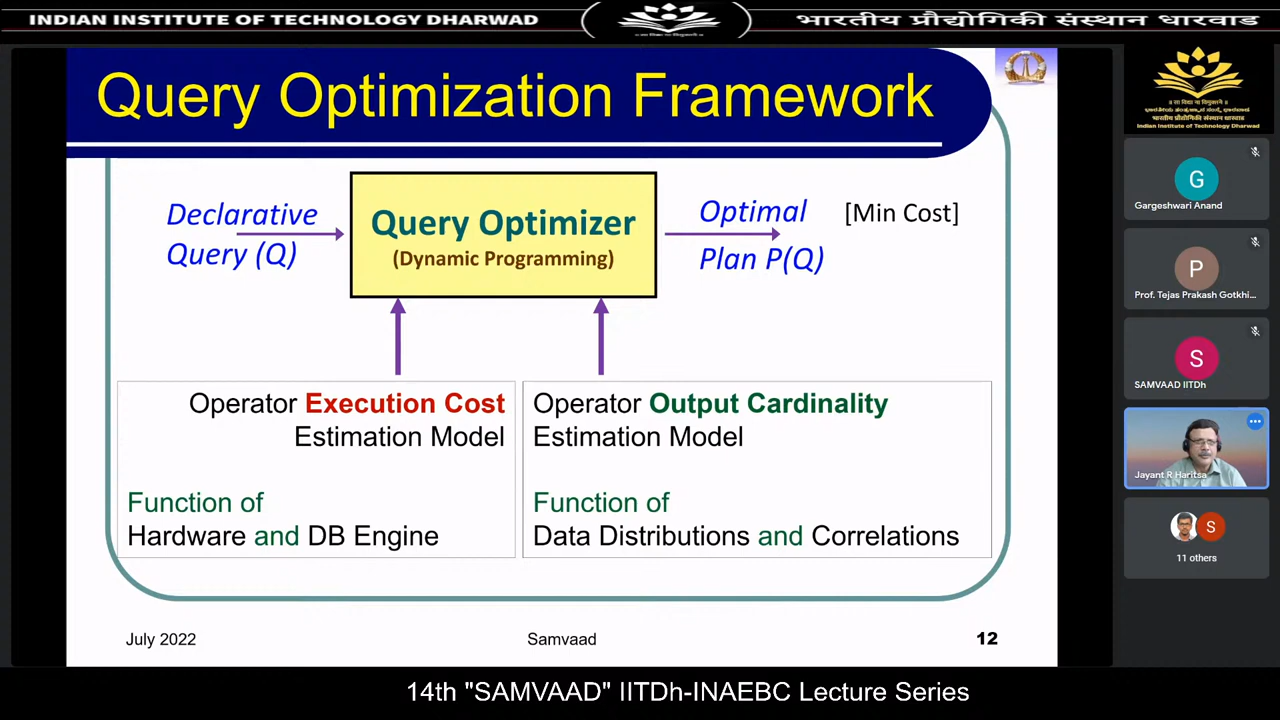 INDIAN INSTITUTE OF TECHNOLOGY DHARWAD
भारतीय प्रौद्योगिकी संस्थान धारवाड
Query Optimization Framework
Declarative
Query (Q)
Query Optimizer
(Dynamic Programming)
Optimal
Plan P(Q)
[Min Cost]
Operator Execution Cost
Estimation Model
Function of
Hardware and DB Engine
Operator Output Cardinality
Estimation Model
Function of
Data Distributions and Correlations
July 2022
Samvaad
12
॥ सा विद्या या विमुक्तये ॥
भारतीय प्रौद्योगिकी संस्थान धारवाड
Indian Institute of Technology Dharwad
G
Gargeshwari Anand
P
Prof. Tejas Prakash Gotkhi...
S
SAMVAAD IITDh
Jayant R Haritsa
S
11 others
14th "SAMVAAD" IITDh-INAEBC Lecture Series